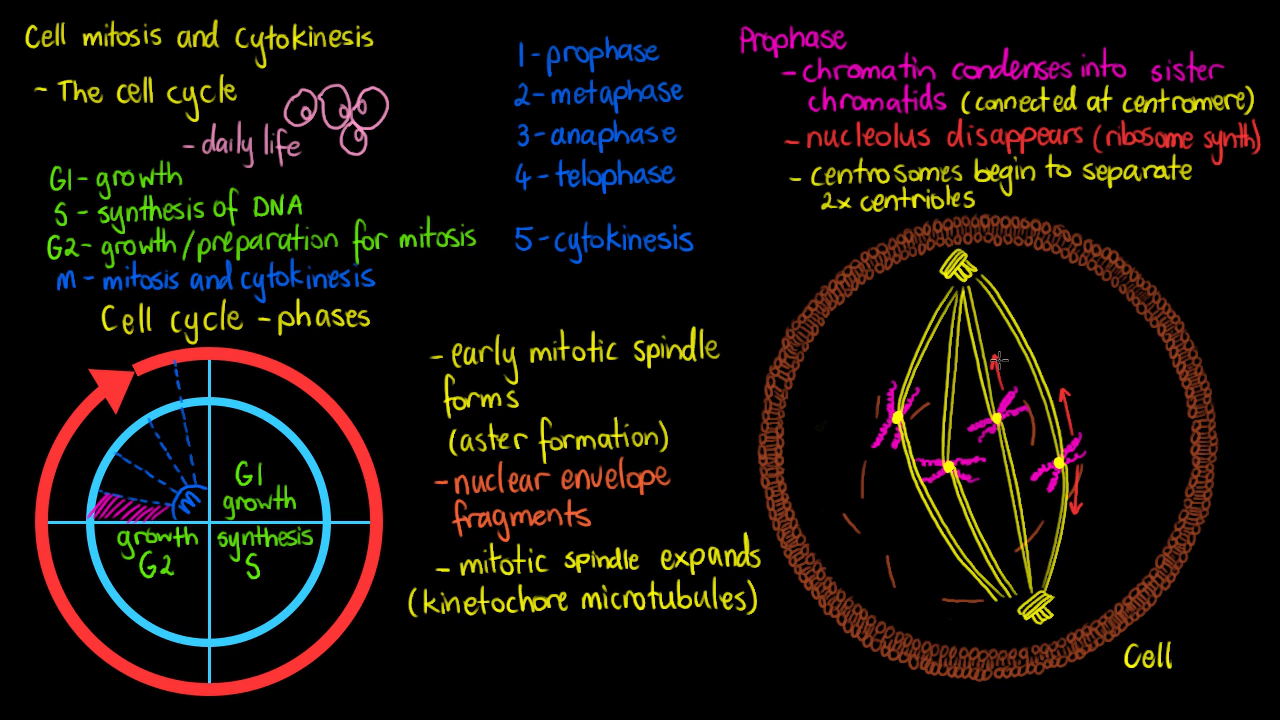 Cell mitosis and cytokinesis
- The cell cycle
- daily life
G1 - growth
S - synthesis of DNA
G2 - growth/preparation for mitosis
M - mitosis and cytokinesis
Cell cycle - phases
M
G1
growth
growth
G2
synthesis
S
1 - prophase
2 - metaphase
3 - anaphase
4 - telophase
5 - cytokinesis
- early mitotic spindle
forms
(aster formation)
- nuclear envelope
fragments
- mitotic spindle expands
(kinetochore microtubules)
Prophase
- chromatin condenses into sister
chromatids (connected at centromere)
- nucleolus disappears (ribosome synth)
- centrosomes begin to separate
2x centrioles
Cell